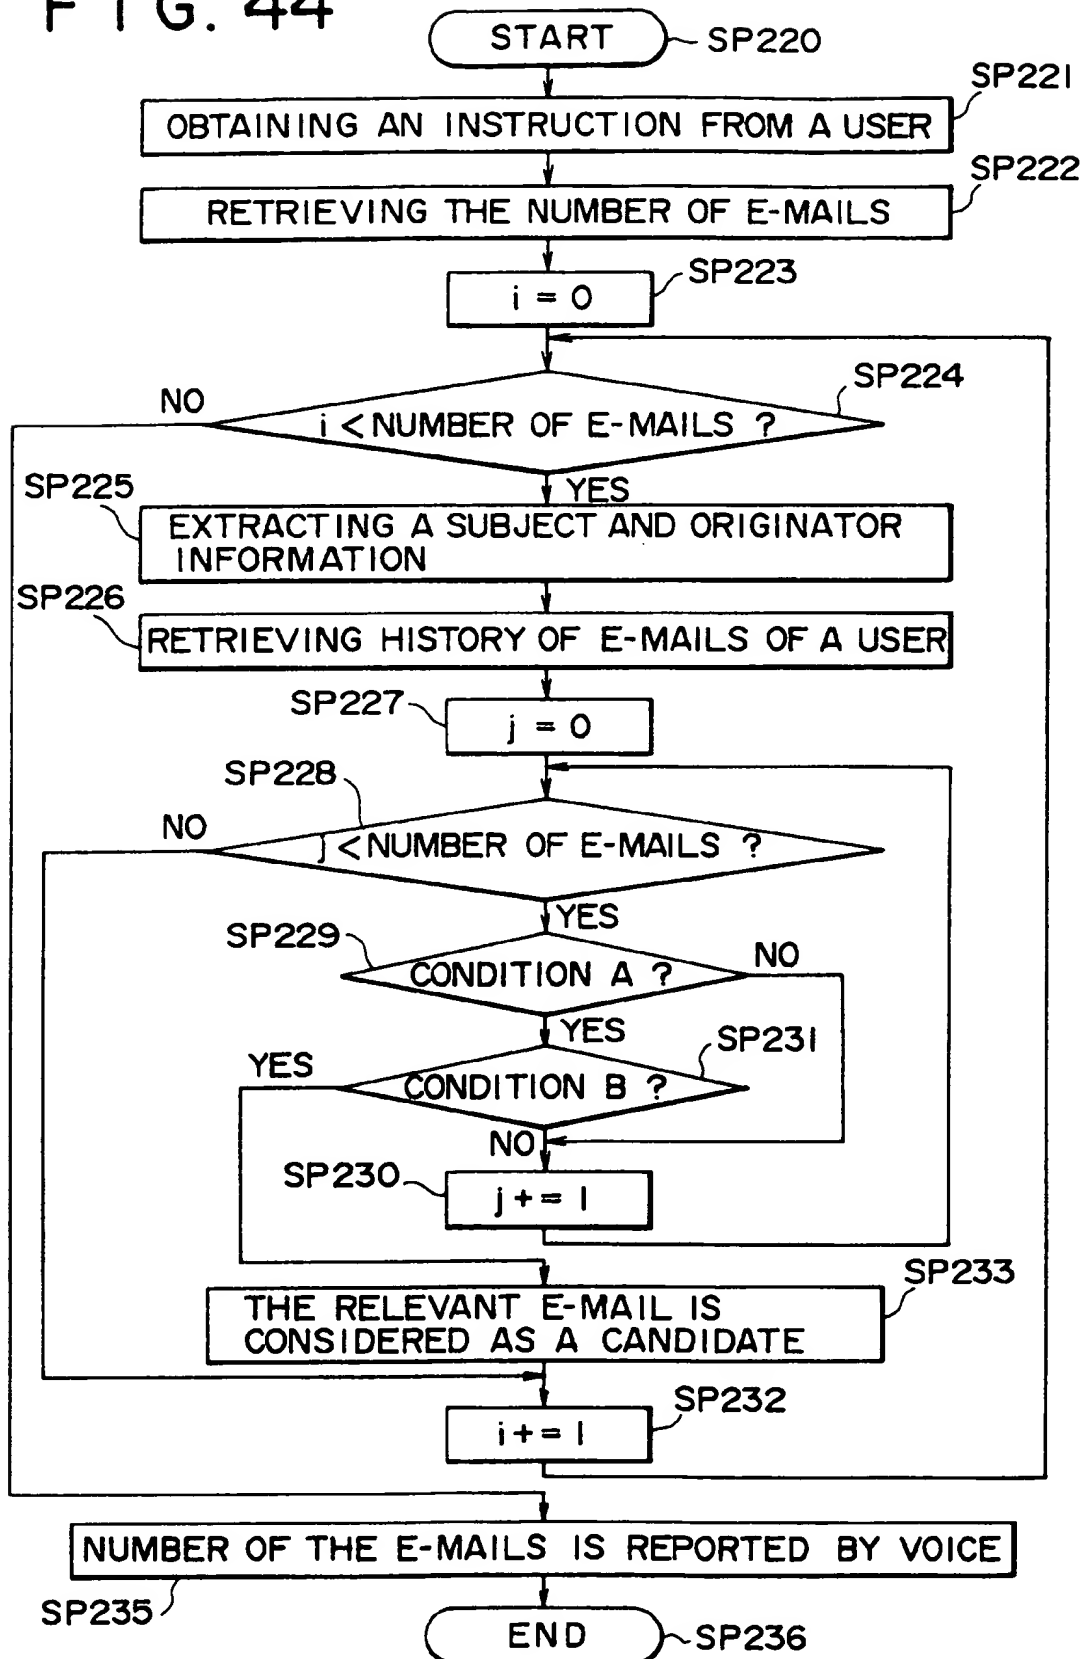 FIG. 44
START
SP220
SP221
OBTAINING AN INSTRUCTION FROM A USER
SP222
RETRIEVING THE NUMBER OF E-MAILS
SP223
i = 0
SP224
NO
i < NUMBER OF E-MAILS ?
YES
SP225
EXTRACTING A SUBJECT AND ORIGINATOR
INFORMATION
SP226
RETRIEVING HISTORY OF E-MAILS OF A USER
SP227
j = 0
SP228
NO
j < NUMBER OF E-MAILS ?
YES
SP229
CONDITION A ?
NO
YES
SP231
YES
CONDITION B ?
NO
SP230
j += 1
SP233
THE RELEVANT E-MAIL IS
CONSIDERED AS A CANDIDATE
SP232
i += 1
NUMBER OF THE E-MAILS IS REPORTED BY VOICE
SP235
END
SP236